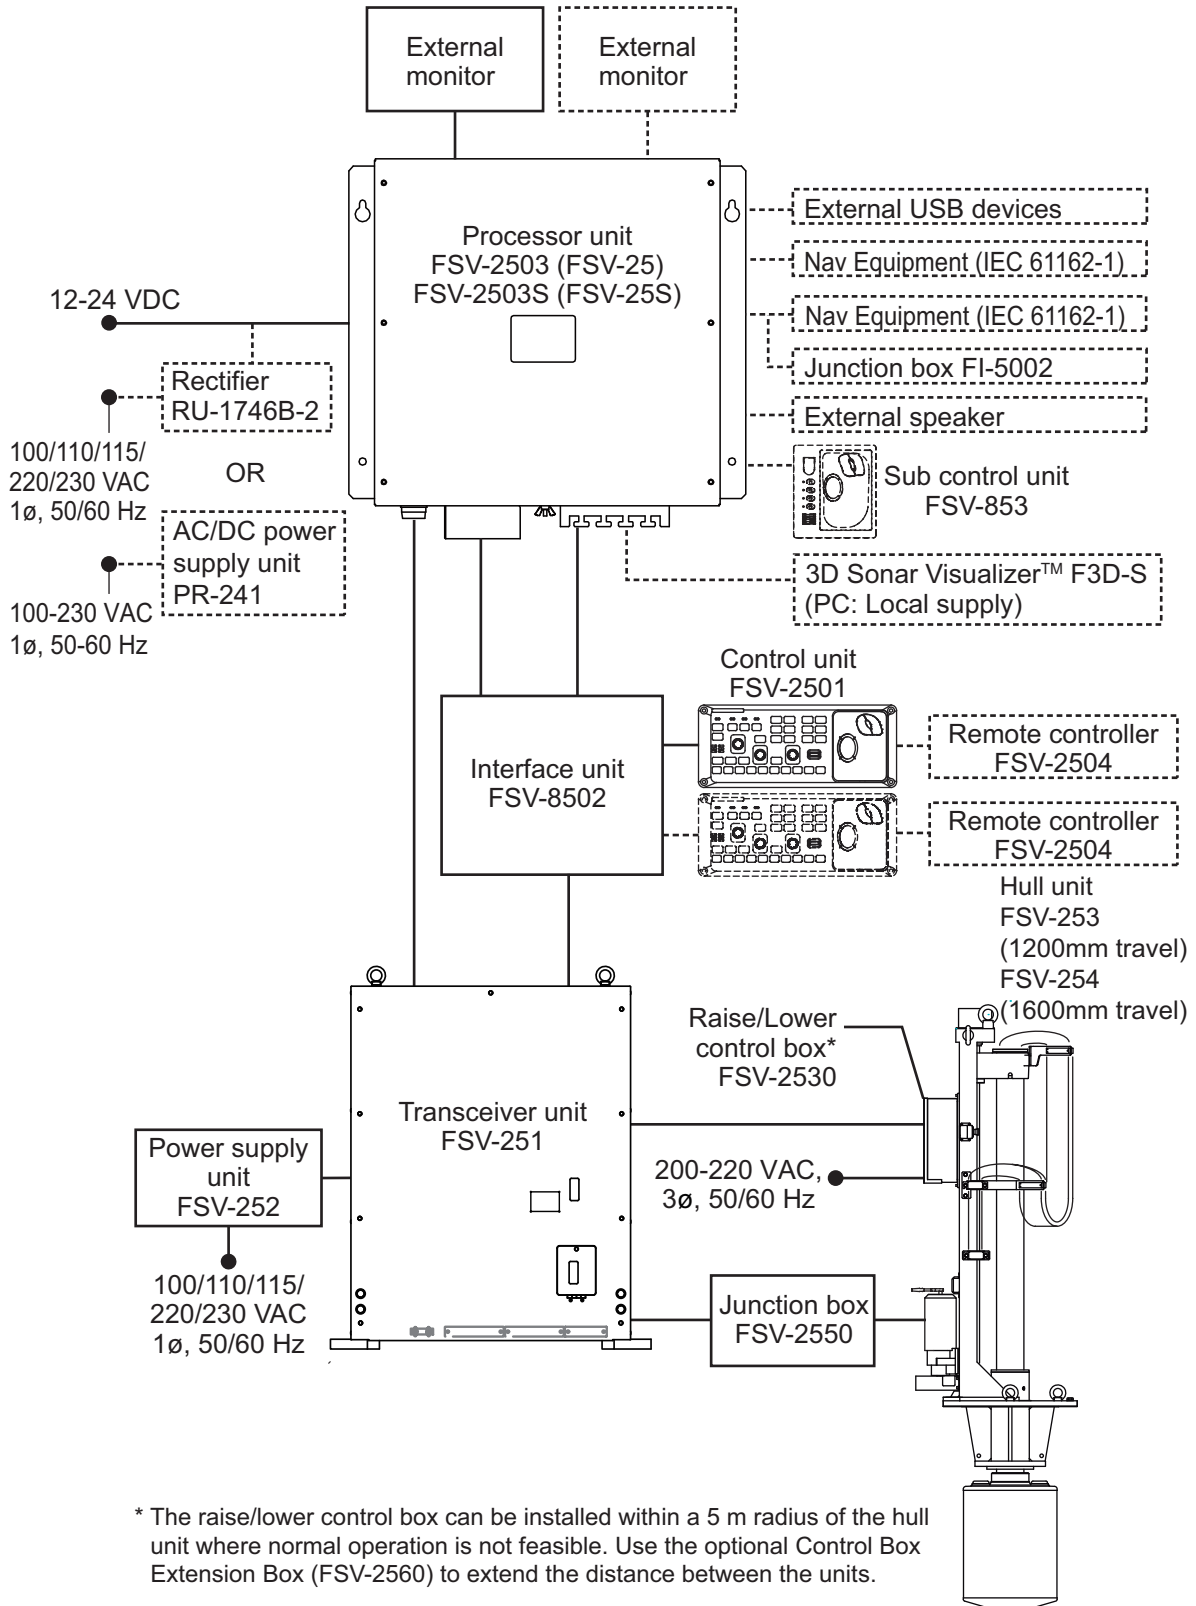 External
monitor
External
monitor
Processor unit
FSV-2503 (FSV-25)
FSV-2503S (FSV-25S)
External USB devices
Nav Equipment (IEC 61162-1)
Nav Equipment (IEC 61162-1)
Junction box FI-5002
External speaker
Sub control unit
FSV-853
3D Sonar Visualizer™ F3D-S
(PC: Local supply)
12-24 VDC
Rectifier
RU-1746B-2
100/110/115/
220/230 VAC
1ø, 50/60 Hz
OR
AC/DC power
supply unit
PR-241
100-230 VAC
1ø, 50-60 Hz
Control unit
FSV-2501
Interface unit
FSV-8502
Remote controller
FSV-2504
Remote controller
FSV-2504
Hull unit
FSV-253
(1200mm travel)
FSV-254
(1600mm travel)
Raise/Lower
control box*
FSV-2530
Transceiver unit
FSV-251
Power supply
unit
FSV-252
100/110/115/
220/230 VAC
1ø, 50/60 Hz
200-220 VAC,
3ø, 50/60 Hz
Junction box
FSV-2550
* The raise/lower control box can be installed within a 5 m radius of the hull
unit where normal operation is not feasible. Use the optional Control Box
Extension Box (FSV-2560) to extend the distance between the units.